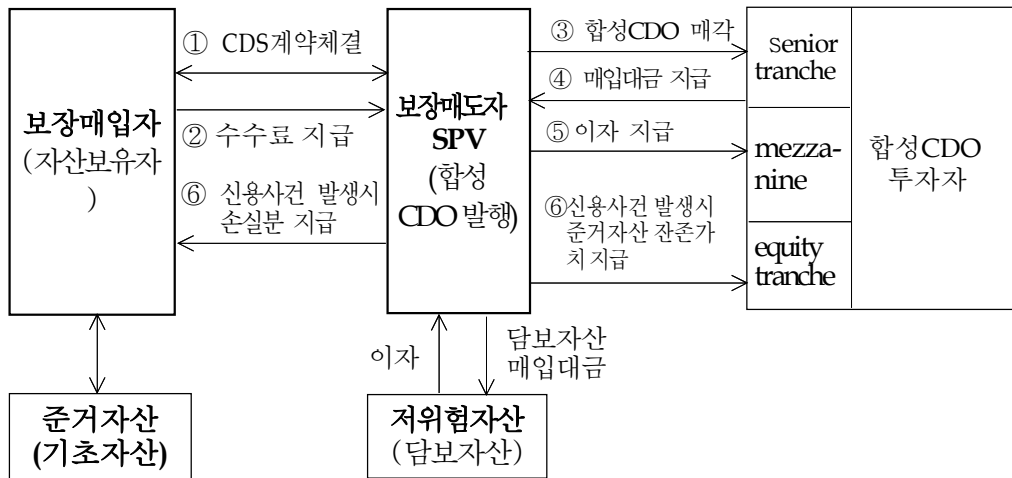 보장매입자
(자산보유자
)
① CDS계약체결
② 수수료 지급
⑥ 신용사건 발생시
손실분 지급
보장매도자
SPV
(합성
CDO 발행)
③ 합성CDO 매각
④ 매입대금 지급
⑤ 이자 지급
⑥신용사건 발생시
준거자산 잔존가
치 지급
senior
tranche
mezza-
nine
equity
tranche
합성CDO
투자자
이자
담보자산
매입대금
준거자산
(기초자산)
저위험자산
(담보자산)